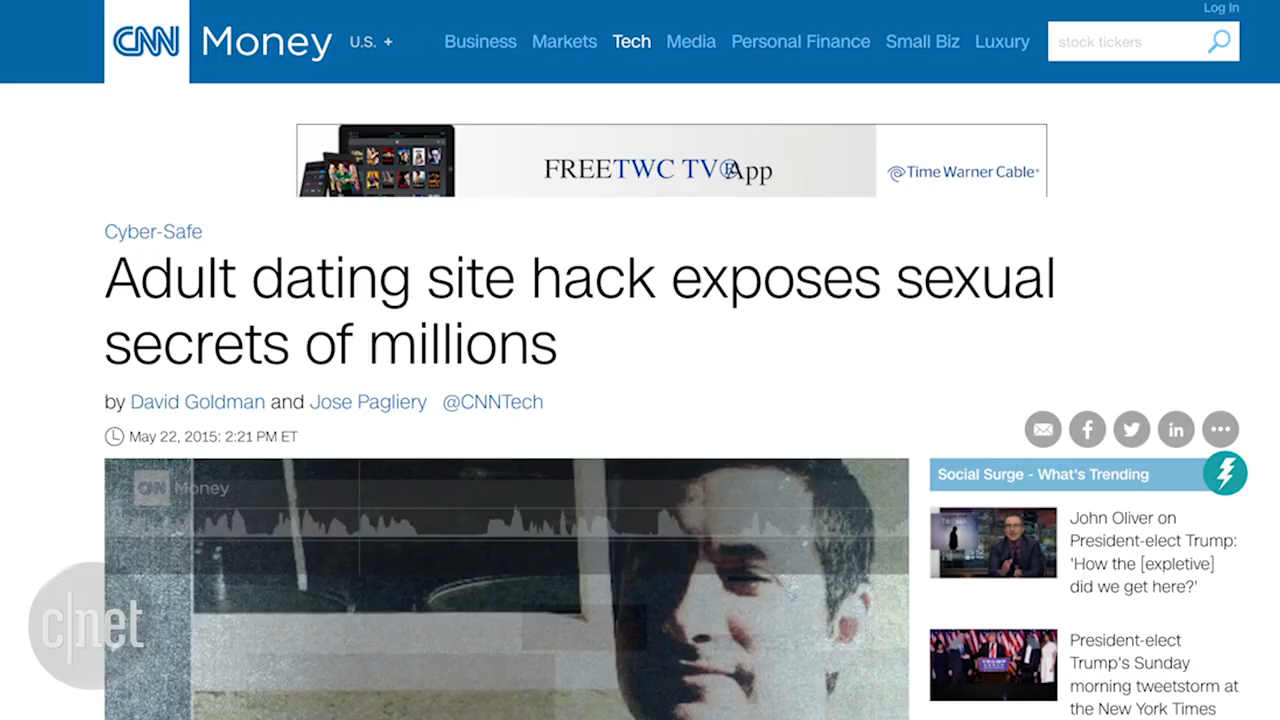 Log In
CNN Money U.S. + Business Markets Tech Media Personal Finance Small Biz Luxury stock tickers
FREETWC TV® App Time Warner Cable
Cyber-Safe
Adult dating site hack exposes sexual
secrets of millions
by David Goldman and Jose Pagliery @CNNTech
May 22, 2015: 2:21 PM ET
CNN Money
Social Surge - What's Trending
John Oliver on
President-elect Trump:
'How the [expletive]
did we get here?'
President-elect
Trump's Sunday
morning tweetstorm at
the New York Times
c|net